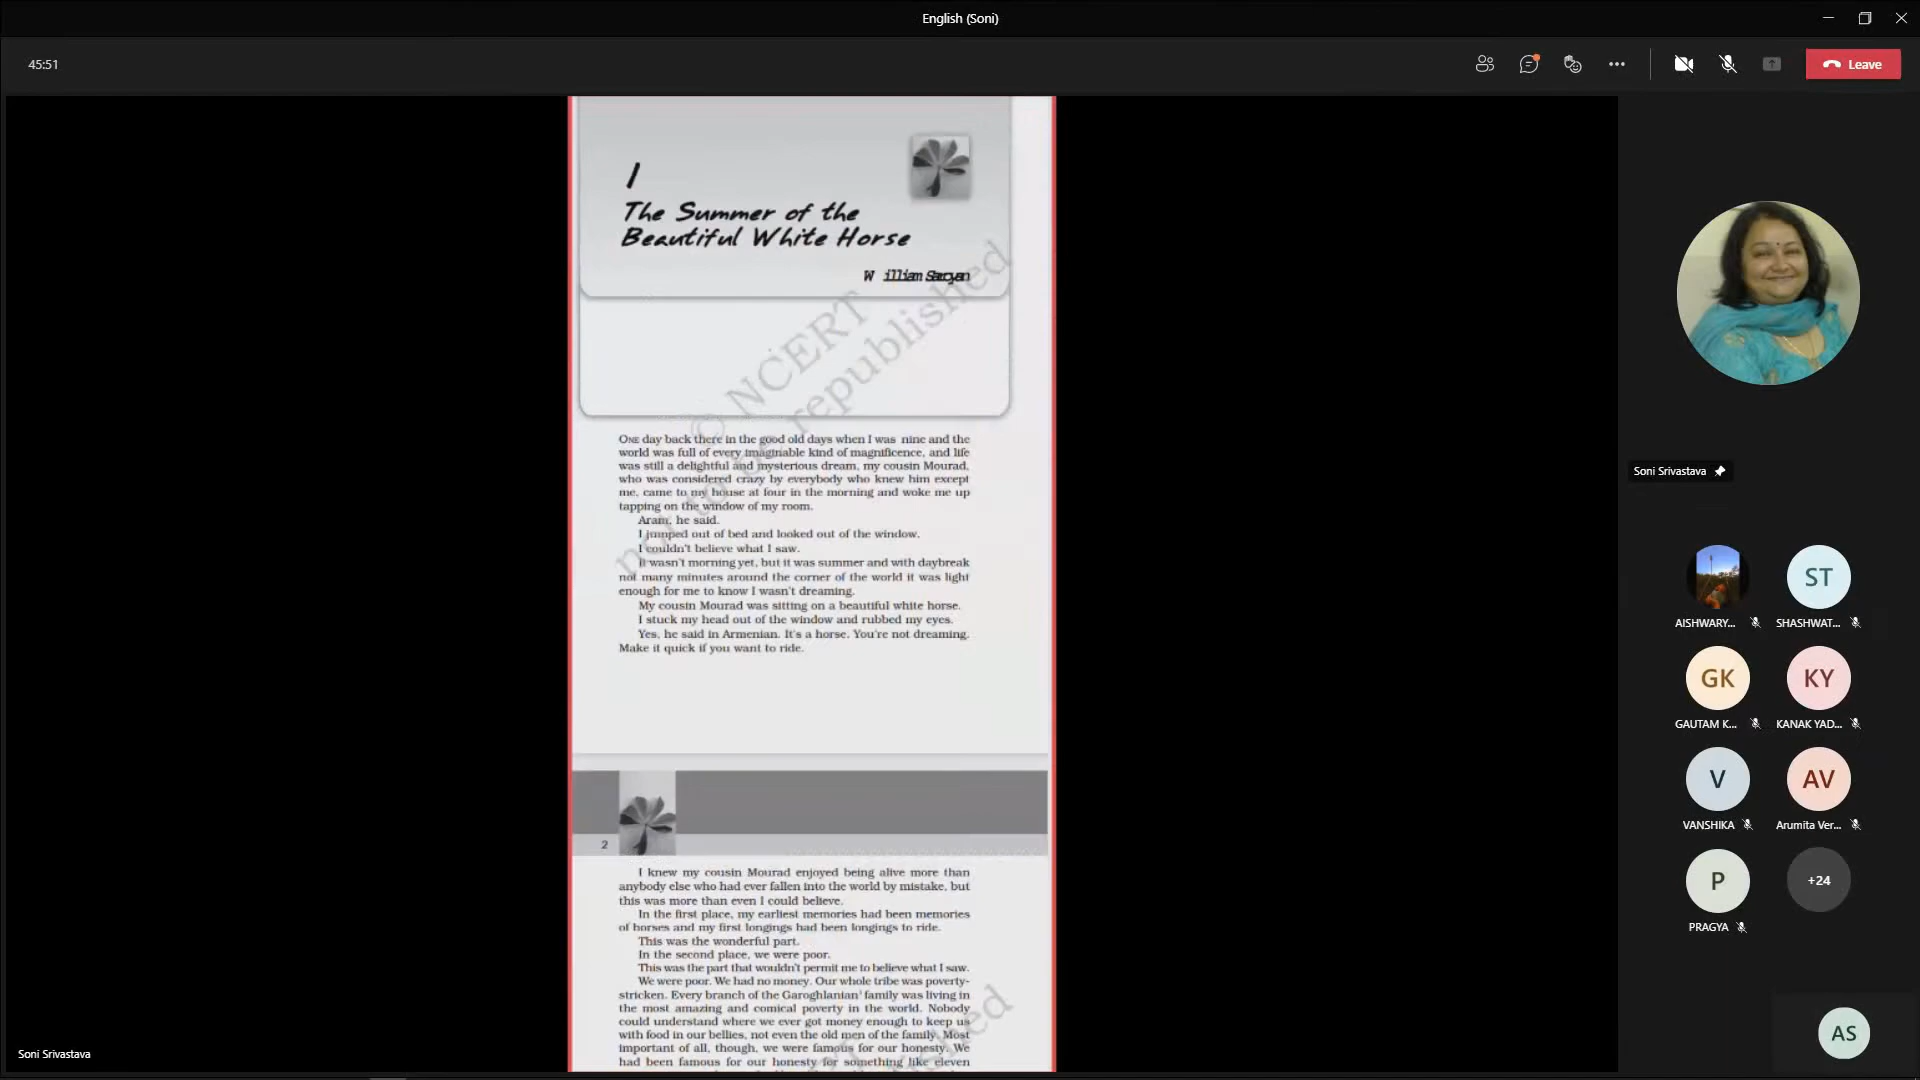 English (Soni)
45:51
Leave
1
The Summer of the
Beautiful White Horse
W illiam Saroyan
© NCERT
not to be republished
ONE day back there in the good old days when I was nine and the
world was full of every imaginable kind of magnificence, and life
was still a delightful and mysterious dream, my cousin Mourad,
who was considered crazy by everybody who knew him except
me, came to my house at four in the morning and woke me up
tapping on the window of my room.
Aram, he said.
I jumped out of bed and looked out of the window.
I couldn't believe what I saw.
It wasn't morning yet, but it was summer and with daybreak
not many minutes around the corner of the world it was light
enough for me to know I wasn't dreaming.
My cousin Mourad was sitting on a beautiful white horse.
I stuck my head out of the window and rubbed my eyes.
Yes, he said in Armenian. It's a horse. You're not dreaming.
Make it quick if you want to ride.
2
I knew my cousin Mourad enjoyed being alive more than
anybody else who had ever fallen into the world by mistake, but
this was more than even I could believe.
In the first place, my earliest memories had been memories
of horses and my first longings had been longings to ride.
This was the wonderful part.
In the second place, we were poor.
This was the part that wouldn't permit me to believe what I saw.
We were poor. We had no money. Our whole tribe was poverty-
stricken. Every branch of the Garoghlanian family was living in
the most amazing and comical poverty in the world. Nobody
could understand where we ever got money enough to keep us
with food in our bellies, not even the old men of the family. Most
important of all, though, we were famous for our honesty. We
had been famous for our honesty for something like eleven
Soni Srivastava
Soni Srivastava
ST
AISHWARY...
SHASHWAT...
GK
KY
GAUTAM K...
KANAK YAD...
V
AV
VANSHIKA
Arumita Ver...
P
+24
PRAGYA
AS